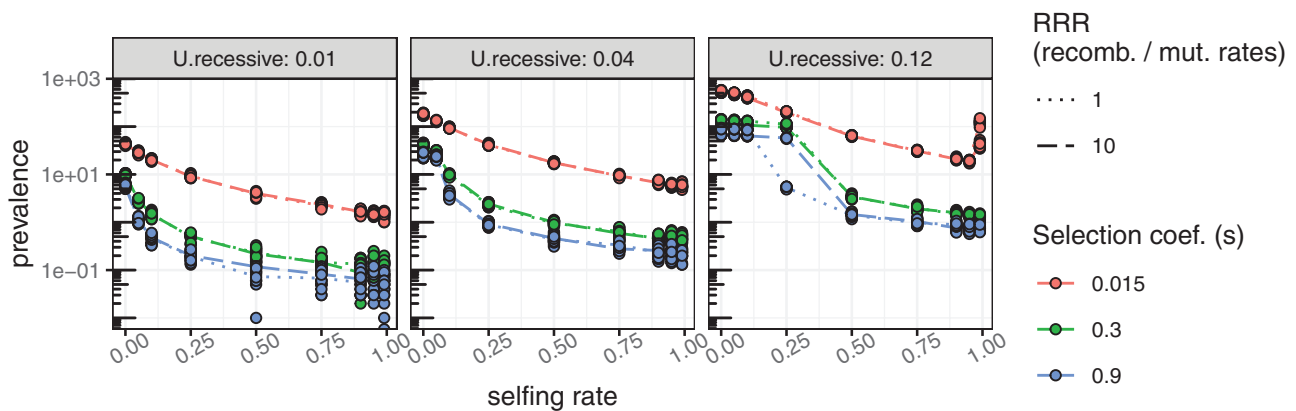 U.recessive: 0.01
U.recessive: 0.04
U.recessive: 0.12
1e+03
1e+01
1e−01
prevalence
0.00 0.25 0.50 0.75 1.00
0.00 0.25 0.50 0.75 1.00
0.00 0.25 0.50 0.75 1.00
selfing rate
RRR
(recomb. / mut. rates)
1
10
Selection coef. (s)
0.015
0.3
0.9